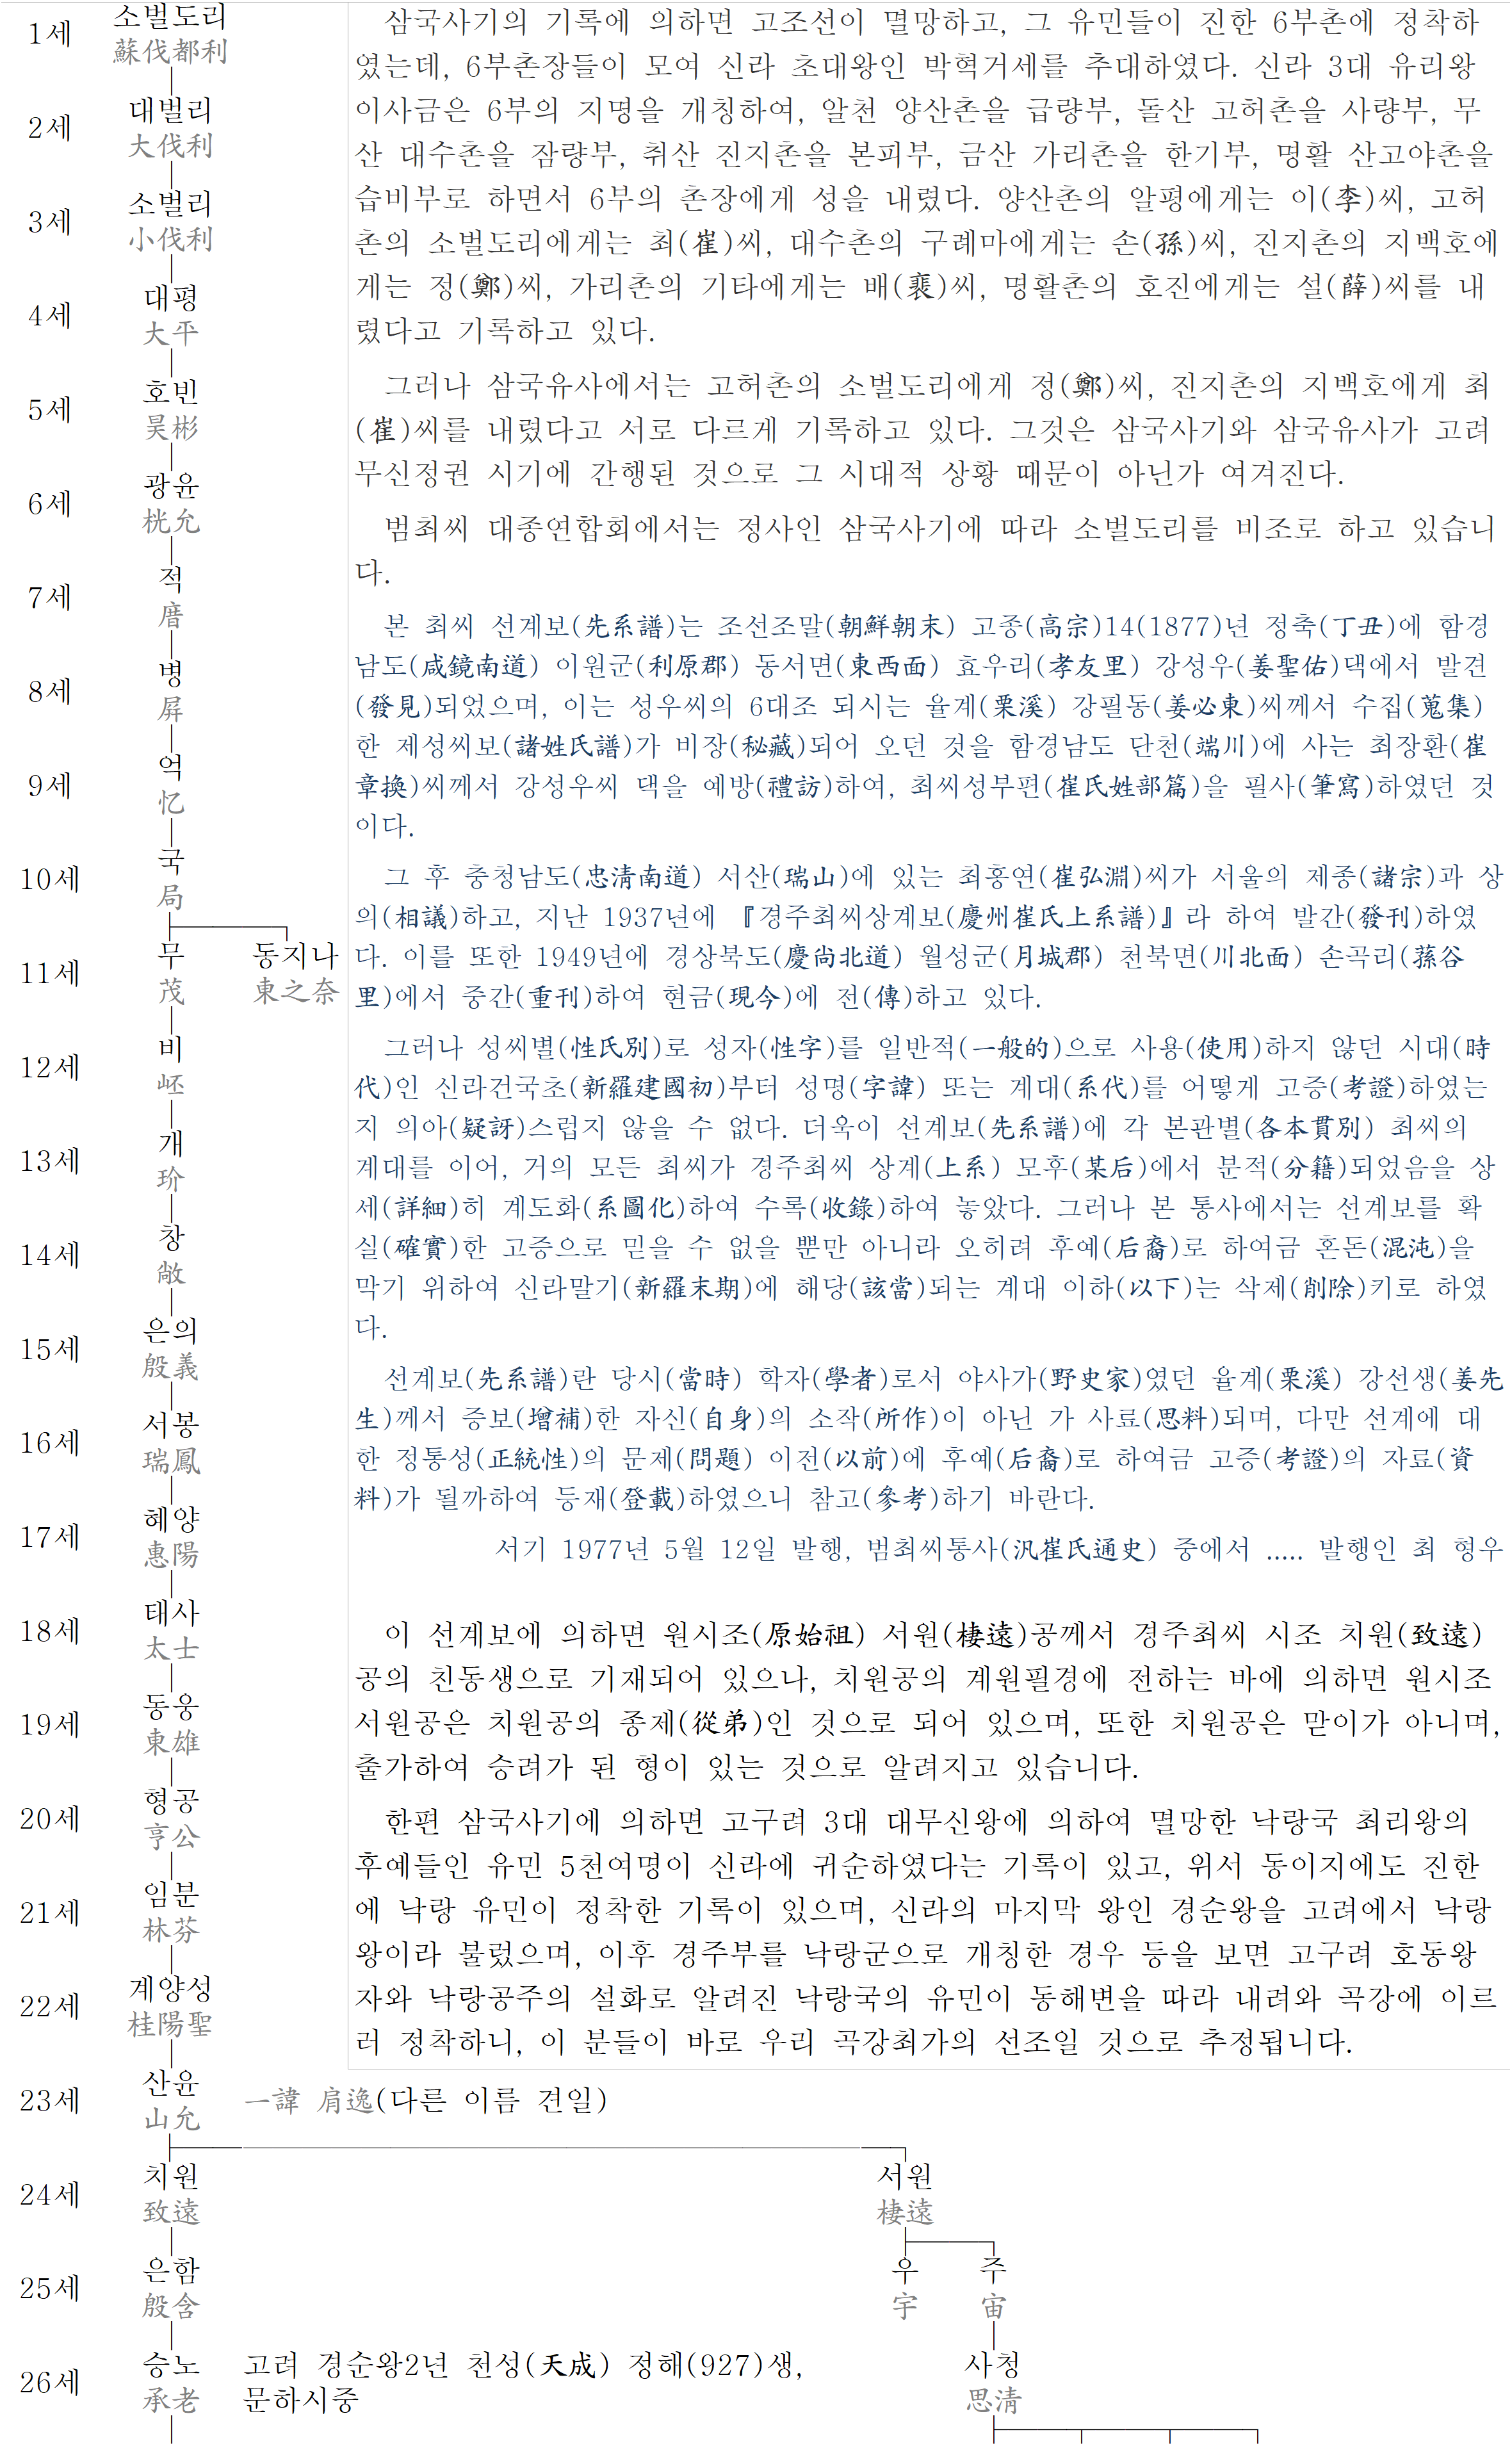 1세
소벌도리
蘇伐都利
2세
대벌리
大伐利
3세
소벌리
小伐利
4세
대평
大平
5세
호빈
昊彬
6세
광윤
桄允
7세
적
厝
8세
병
屛
9세
억
忆
10세
국
局
11세
무
茂
동지나
東之奈
12세
비
岯
13세
개
玠
14세
창
敞
15세
은의
殷義
16세
서봉
瑞鳳
17세
혜양
惠陽
18세
태사
太士
19세
동웅
東雄
20세
형공
亨公
21세
임분
林芬
22세
계양성
桂陽聖
삼국사기의 기록에 의하면 고조선이 멸망하고, 그 유민들이 진한 6부촌에 정착하
였는데, 6부촌장들이 모여 신라 초대왕인 박혁거세를 추대하였다. 신라 3대 유리왕
이사금은 6부의 지명을 개칭하여, 알천 양산촌을 급량부, 돌산 고허촌을 사량부, 무
산 대수촌을 잠량부, 취산 진지촌을 본피부, 금산 가리촌을 한기부, 명활 산고야촌을
습비부로 하면서 6부의 촌장에게 성을 내렸다. 양산촌의 알평에게는 이(李)씨, 고허
촌의 소벌도리에게는 최(崔)씨, 대수촌의 구례마에게는 손(孫)씨, 진지촌의 지백호에
게는 정(鄭)씨, 가리촌의 기타에게는 배(裵)씨, 명활촌의 호진에게는 설(薛)씨를 내
렸다고 기록하고 있다.
그러나 삼국유사에서는 고허촌의 소벌도리에게 정(鄭)씨, 진지촌의 지백호에게 최
(崔)씨를 내렸다고 서로 다르게 기록하고 있다. 그것은 삼국사기와 삼국유사가 고려
무신정권 시기에 간행된 것으로 그 시대적 상황 때문이 아닌가 여겨진다.
범최씨 대종연합회에서는 정사인 삼국사기에 따라 소벌도리를 비조로 하고 있습니
다.
본 최씨 선계보(先系譜)는 조선조말(朝鮮朝末) 고종(高宗)14(1877)년 정축(丁丑)에 함경
남도(咸鏡南道) 이원군(利原郡) 동서면(東西面) 효우리(孝友里) 강성우(姜聖佑)댁에서 발견
(發見)되었으며, 이는 성우씨의 6대조 되시는 율계(栗溪) 강필동(姜必東)씨께서 수집(蒐集)
한 제성씨보(諸姓氏譜)가 비장(秘藏)되어 오던 것을 함경남도 단천(端川)에 사는 최장환(崔
章換)씨께서 강성우씨 댁을 예방(禮訪)하여, 최씨성부편(崔氏姓部篇)을 필사(筆寫)하였던 것
이다.
그 후 충청남도(忠清南道) 서산(瑞山)에 있는 최홍연(崔弘淵)씨가 서울의 제종(諸宗)과 상
의(相議)하고, 지난 1937년에 『경주최씨상계보(慶州崔氏上系譜)』라 하여 발간(發刊)하였
다. 이를 또한 1949년에 경상북도(慶尙北道) 월성군(月城郡) 천북면(川北面) 손곡리(蓀谷
里)에서 중간(重刊)하여 현금(現今)에 전(傳)하고 있다.
그러나 성씨별(性氏別)로 성자(性字)를 일반적(一般的)으로 사용(使用)하지 않던 시대(時
代)인 신라건국초(新羅建國初)부터 성명(字諱) 또는 계대(系代)를 어떻게 고증(考證)하였는
지 의아(疑訝)스럽지 않을 수 없다. 더욱이 선계보(先系譜)에 각 본관별(各本貫別) 최씨의
계대를 이어, 거의 모든 최씨가 경주최씨 상계(上系) 모후(某后)에서 분적(分籍)되었음을 상
세(詳細)히 계도화(系圖化)하여 수록(收錄)하여 놓았다. 그러나 본 통사에서는 선계보를 확
실(確實)한 고증으로 믿을 수 없을 뿐만 아니라 오히려 후예(后裔)로 하여금 혼돈(混沌)을
막기 위하여 신라말기(新羅末期)에 해당(該當)되는 계대 이하(以下)는 삭제(削除)키로 하였
다.
선계보(先系譜)란 당시(當時) 학자(學者)로서 야사가(野史家)였던 율계(栗溪) 강선생(姜先
生)께서 증보(增補)한 자신(自身)의 소작(所作)이 아닌 가 사료(思料)되며, 다만 선계에 대
한 정통성(正統性)의 문제(問題) 이전(以前)에 후예(后裔)로 하여금 고증(考證)의 자료(資
料)가 될까하여 등재(登載)하였으니 참고(參考)하기 바란다.
서기 1977년 5월 12일 발행, 범최씨통사(汎崔氏通史) 중에서 ..... 발행인 최 형우
이 선계보에 의하면 원시조(原始祖) 서원(棲遠)공께서 경주최씨 시조 치원(致遠)
공의 친동생으로 기재되어 있으나, 치원공의 계원필경에 전하는 바에 의하면 원시조
서원공은 치원공의 종제(從弟)인 것으로 되어 있으며, 또한 치원공은 맏이가 아니며,
출가하여 승려가 된 형이 있는 것으로 알려지고 있습니다.
한편 삼국사기에 의하면 고구려 3대 대무신왕에 의하여 멸망한 낙랑국 최리왕의
후예들인 유민 5천여명이 신라에 귀순하였다는 기록이 있고, 위서 동이지에도 진한
에 낙랑 유민이 정착한 기록이 있으며, 신라의 마지막 왕인 경순왕을 고려에서 낙랑
왕이라 불렀으며, 이후 경주부를 낙랑군으로 개칭한 경우 등을 보면 고구려 호동왕
자와 낙랑공주의 설화로 알려진 낙랑국의 유민이 동해변을 따라 내려와 곡강에 이르
러 정착하니, 이 분들이 바로 우리 곡강최가의 선조일 것으로 추정됩니다.
23세
산윤
山允
一諱 肩逸(다른 이름 견일)
24세
치원
致遠
서원
棲遠
25세
은함
殷含
우
宇
주
宙
26세
승노
承老
고려 경순왕2년 천성(天成) 정해(927)생,
문하시중
사청
思淸